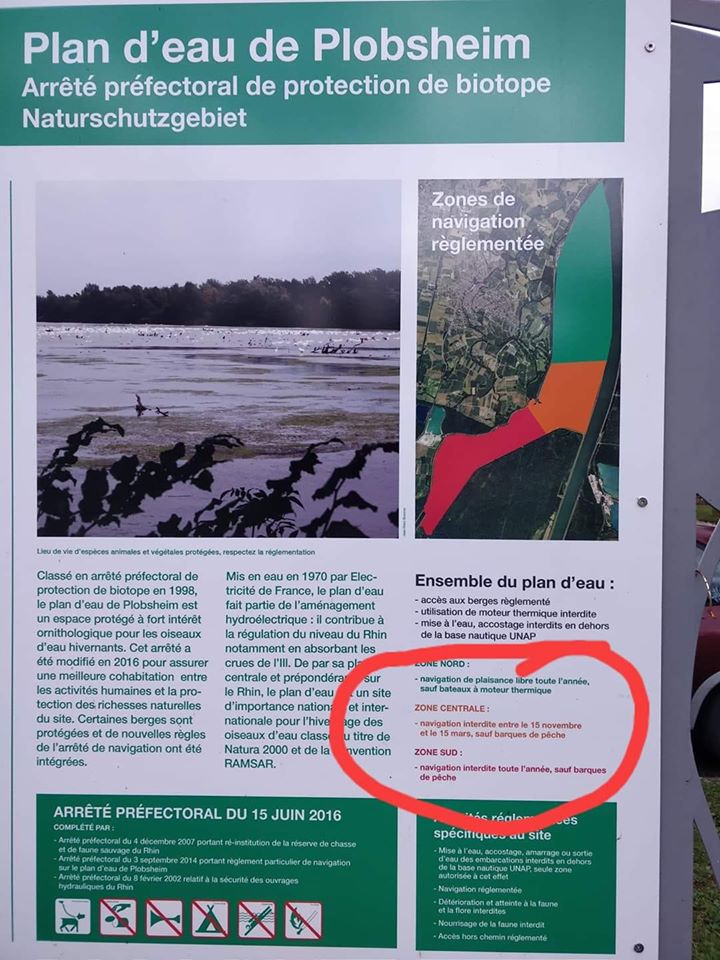 Plan d'eau de Plobsheim
Arrêté préfectoral de protection de biotope
Naturschutzgebiet
Zones de
navigation
règlementée
Lieu de vie d'espèces animales et végétales protégées, respectez la réglementation
Classé en arrêté préfectoral de
protection de biotope en 1998,
le plan d'eau de Plobsheim est
un espace protégé à fort intérêt
ornithologique pour les oiseaux
d'eau hivernants. Cet arrêté a
été modifié en 2016 pour assurer
une meilleure cohabitation entre
les activités humaines et la pro-
tection des richesses naturelles
du site. Certaines berges sont
protégées et de nouvelles règles
de l'arrêté de navigation ont été
intégrées.
Mis en eau en 1970 par Elec-
tricité de France, le plan d'eau
fait partie de l'aménagement
hydroélectrique : il contribue à
la régulation du niveau du Rhin
notamment en absorbant les
crues de l'Ill. De par sa
centrale et prépondéra sur
le Rhin, le plan d'eau un site
d'importance nationa et inter-
nationale pour l'hive ge des
oiseaux d'eau class u titre de
Natura 2000 et de la vention
RAMSAR.
Ensemble du plan d'eau :
- accès aux berges règlementé
- utilisation de moteur thermique interdite
- mise à l'eau, accostage interdits en dehors
de la base nautique UNAP
ZONE NORD :
- navigation de plaisance libre toute l'année,
sauf bateaux à moteur thermique
ZONE CENTRALE :
- navigation interdite entre le 15 novembre
et le 15 mars, sauf barques de pêche
ZONE SUD :
- navigation interdite toute l'année, sauf barques
de pêche
ARRÊTÉ PRÉFECTORAL DU 15 JUIN 2016
COMPLÉTÉ PAR :
- Arrêté préfectoral du 4 décembre 2007 portant ré-institution de la réserve de chasse
et de faune sauvage du Rhin
- Arrêté préfectoral du 3 septembre 2014 portant règlement particulier de navigation
sur le plan d'eau de Plobsheim
- Arrêté préfectoral du 8 février 2002 relatif à la sécurité des ouvrages
hydrauliques du Rhin
spécifiques au site
- Mise à l'eau, accostage, amarrage ou sortie
d'eau des embarcations interdits en dehors
de la base nautique UNAP, seule zone
autorisée à cet effet
- Navigation réglementée
- Détérioration et atteinte à la faune
et la flore interdites
- Nourrissage de la faune interdit
- Accès hors chemin réglementé